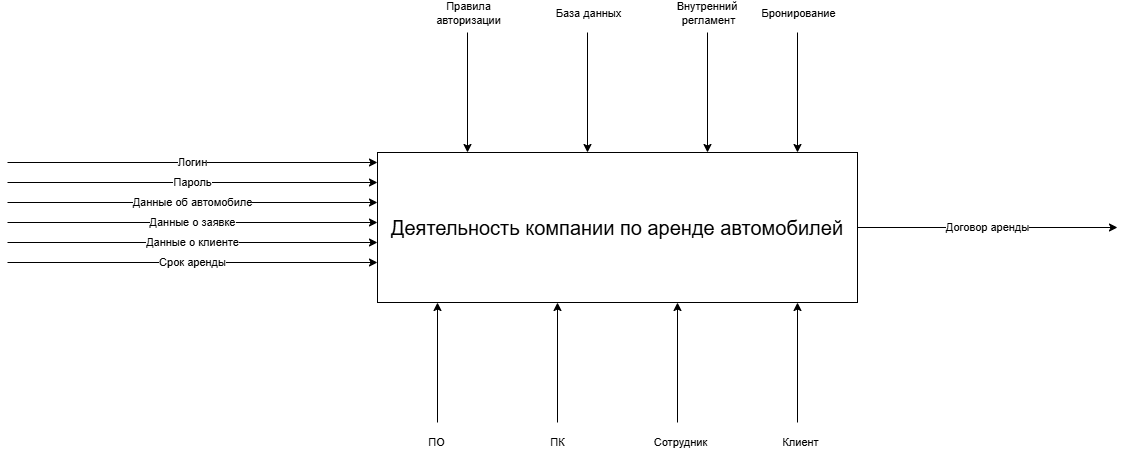 Правила
авторизации
База данных
Внутренний
регламент
Бронирование
Логин
Пароль
Данные об автомобиле
Данные о заявке
Данные о клиенте
Срок аренды
Деятельность компании по аренде автомобилей
Договор аренды
ПО
ПК
Сотрудник
Клиент